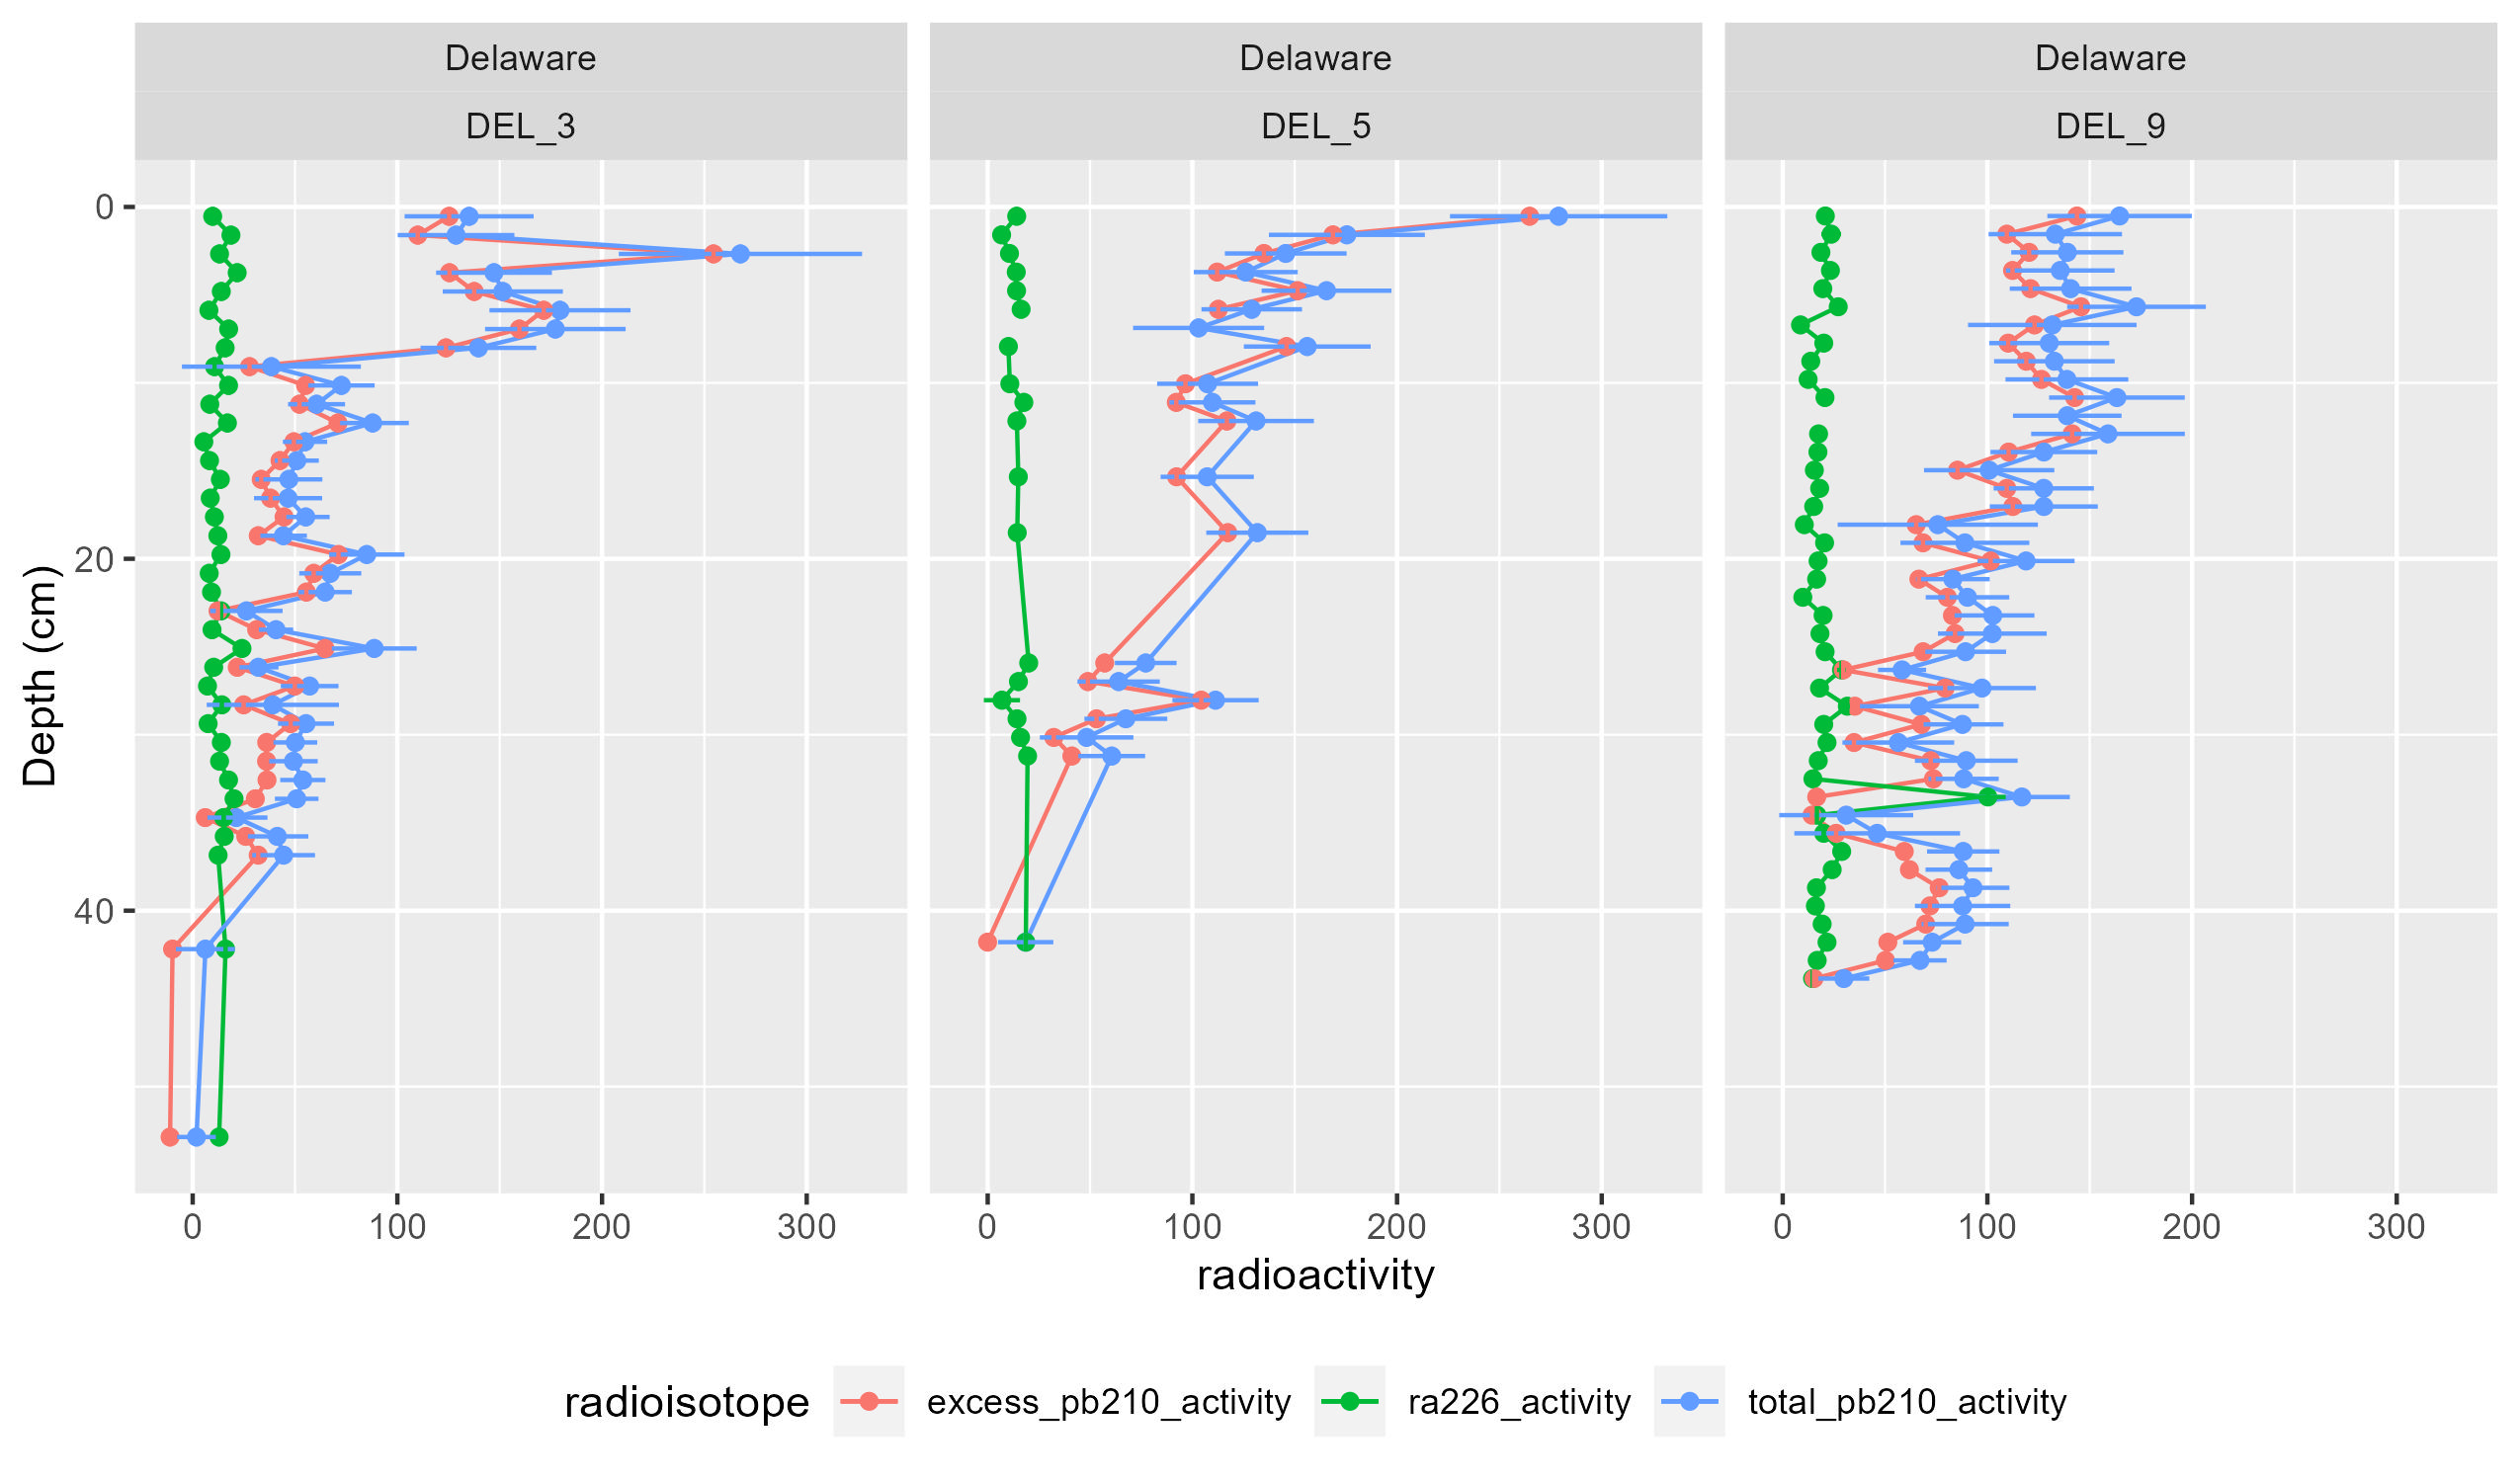 Delaware Delaware Delaware
DEL_3 DEL_5 DEL_9
0
20
40
Depth (cm)
0 100 200 300 0 100 200 300 0 100 200 300
radioactivity
radioisotope excess_pb210_activity ra226_activity total_pb210_activity